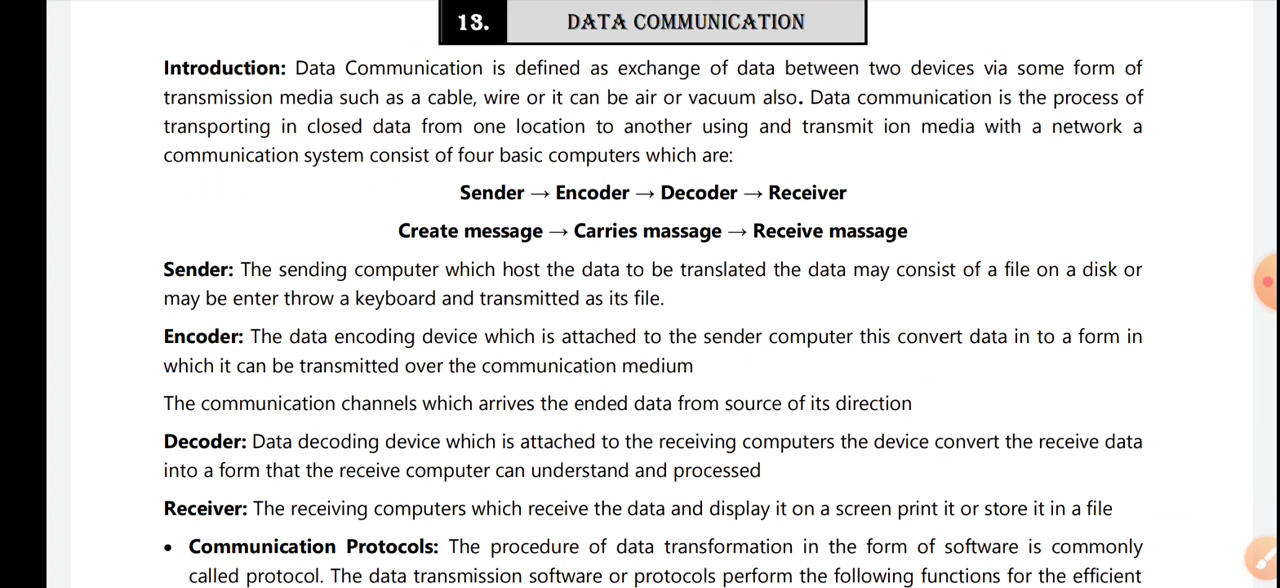 13. DATA COMMUNICATION
Introduction: Data Communication is defined as exchange of data between two devices via some form of
transmission media such as a cable, wire or it can be air or vacuum also. Data communication is the process of
transporting in closed data from one location to another using and transmit ion media with a network a
communication system consist of four basic computers which are:
Sender → Encoder → Decoder → Receiver
Create message → Carries massage → Receive massage
Sender: The sending computer which host the data to be translated the data may consist of a file on a disk or
may be enter throw a keyboard and transmitted as its file.
Encoder: The data encoding device which is attached to the sender computer this convert data in to a form in
which it can be transmitted over the communication medium
The communication channels which arrives the ended data from source of its direction
Decoder: Data decoding device which is attached to the receiving computers the device convert the receive data
into a form that the receive computer can understand and processed
Receiver: The receiving computers which receive the data and display it on a screen print it or store it in a file
• Communication Protocols: The procedure of data transformation in the form of software is commonly
called protocol. The data transmission software or protocols perform the following functions for the efficient